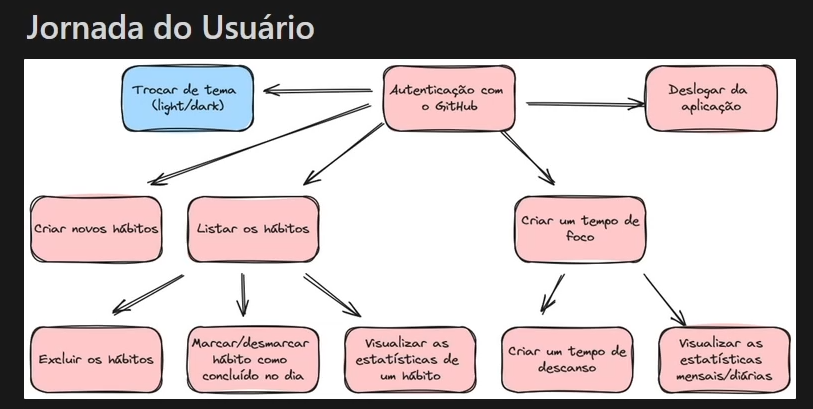 Jornada do Usuário
Trocar de tema
(light/dark)
Autenticação com
o GitHub
Deslogar da
aplicação
Criar novos hábitos
Listar os hábitos
Criar um tempo de
foco
Excluir os hábitos
Marcar/desmarcar
hábito como
concluído no dia
Visualizar as
estatísticas de
um hábito
Criar um tempo de
descanso
Visualizar as
estatísticas
mensais/diárias